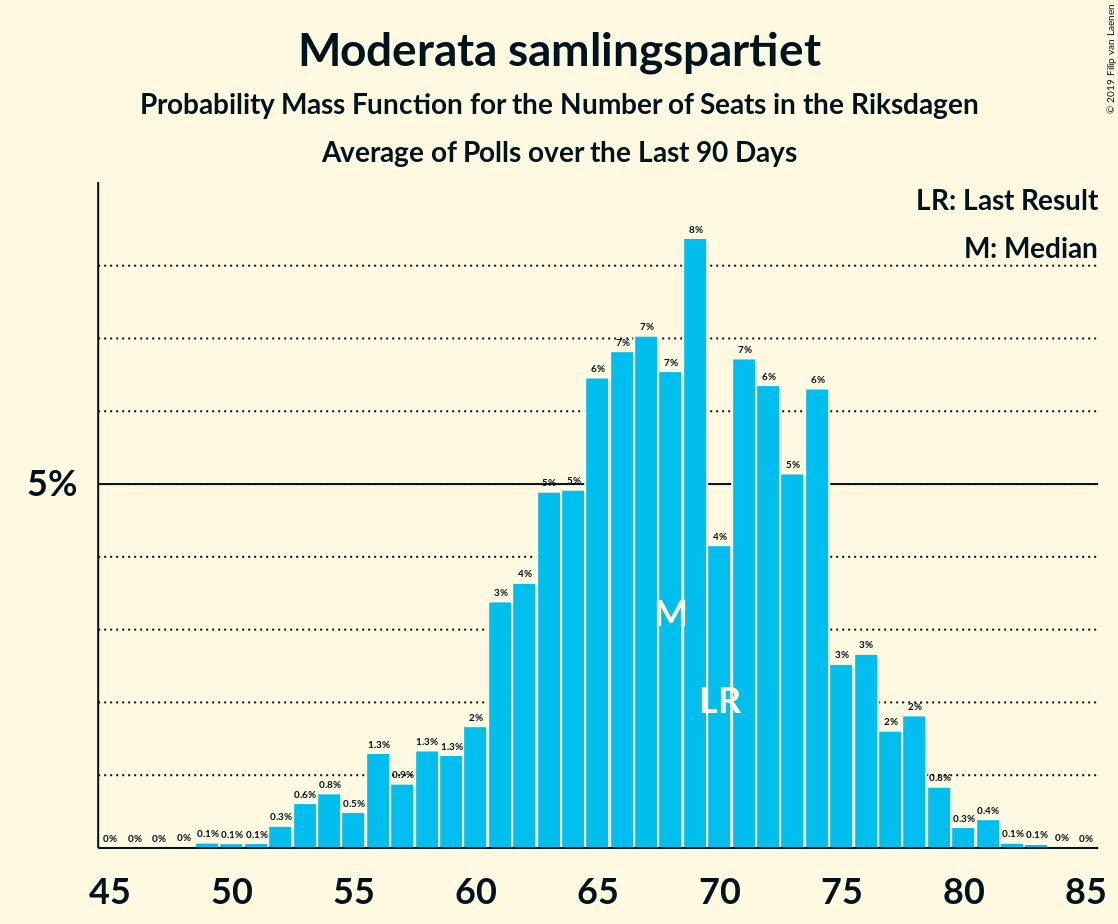 Moderata samlingspartiet
Probability Mass Function for the Number of Seats in the Riksdagen
Average of Polls over the Last 90 Days
© 2019 Filip van Laenen
LR: Last Result
M: Median
5%
0% 0% 0% 0% 0.1% 0.1% 0.1% 0.3% 0.6% 0.8% 0.5% 1.3% 0.9% 1.3% 1.3% 2% 3% 4% 5% 5% 6% 7% 7% 7% 8% 4% 7% 6% 5% 6% 3% 3% 2% 2% 0.8% 0.3% 0.4% 0.1% 0.1% 0% 0%
M
LR
45 50 55 60 65 70 75 80 85